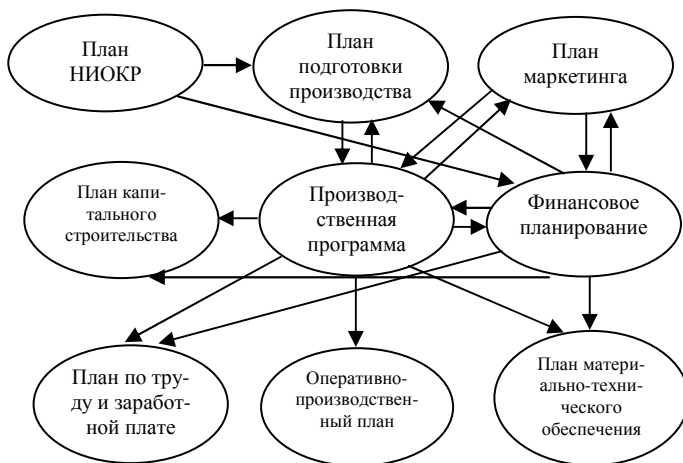 План
НИОКР
План
подготовки
производства
План
маркетинга
План капи-
тального
строительства
Производ-
ственная
программа
Финансовое
планирование
План по тру-
ду и заработ-
ной плате
Оперативно-
производствен-
ный план
План матери-
ально-техни-
ческого
обеспечения